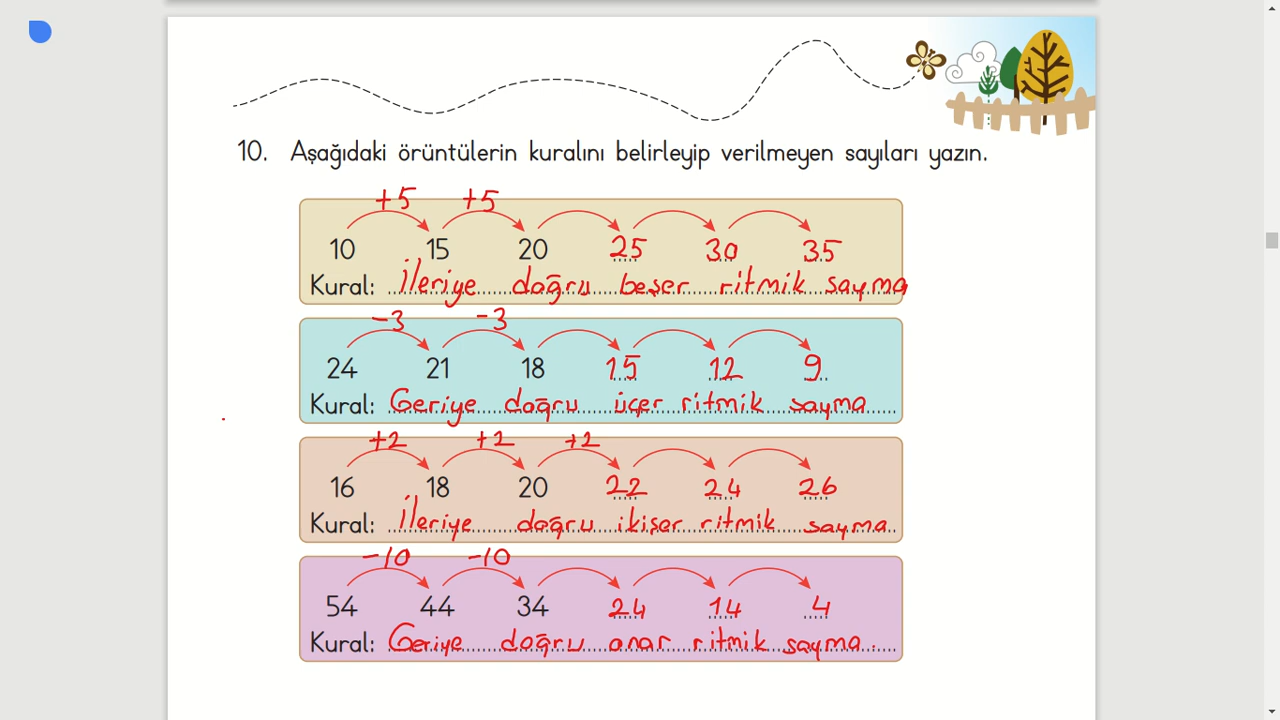 10. Aşağıdaki örüntülerin kuralını belirleyip verilmeyen sayıları yazın.
+5 +5
10 15 20 25 30 35
Kural: İleriye doğru beşer ritmik sayma
-3 -3
24 21 18 15 12 9
Kural: Geriye doğru üçer ritmik sayma
+2 +2 +2
16 18 20 22 24 26
Kural: İleriye doğru ikişer ritmik sayma
-10 -10
54 44 34 24 14 4
Kural: Geriye doğru onar ritmik sayma.